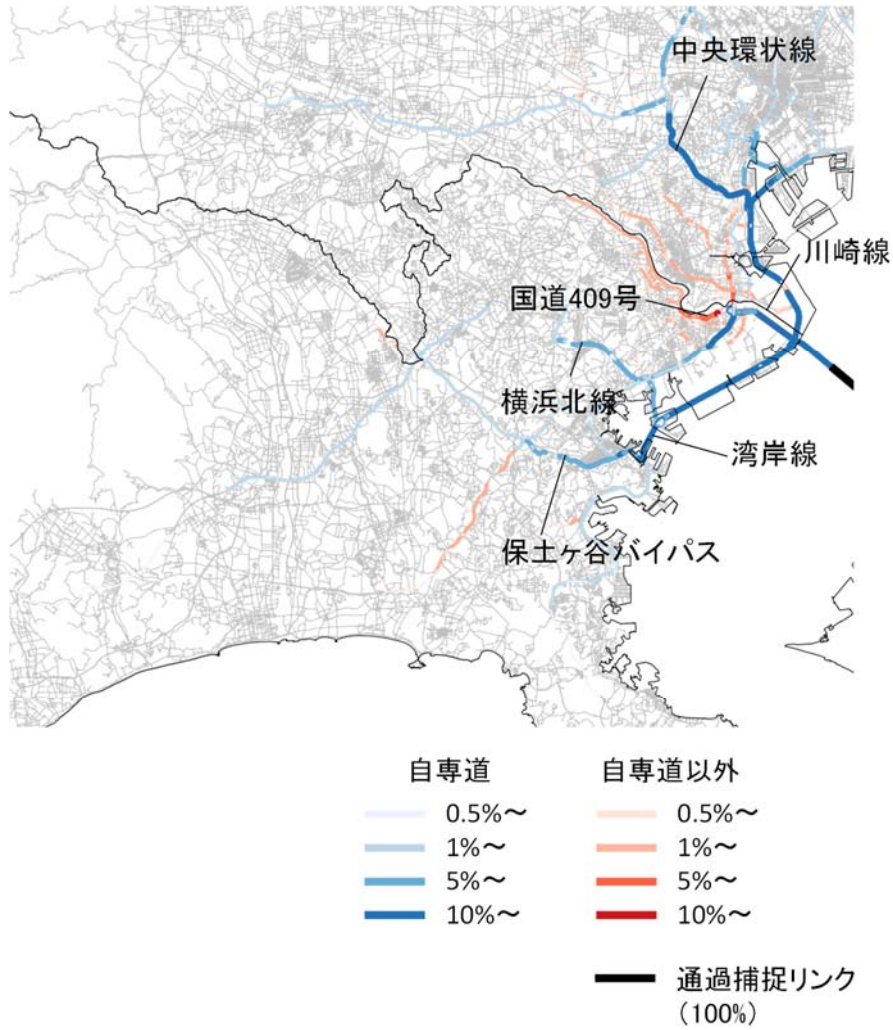 中央環状線
川崎線
国道409号
横浜北線
湾岸線
保土ヶ谷バイパス
自専道 自専道以外
0.5%～ 0.5%～
1%～ 1%～
5%～ 5%～
10%～ 10%～
通過捕捉リンク
(100%)